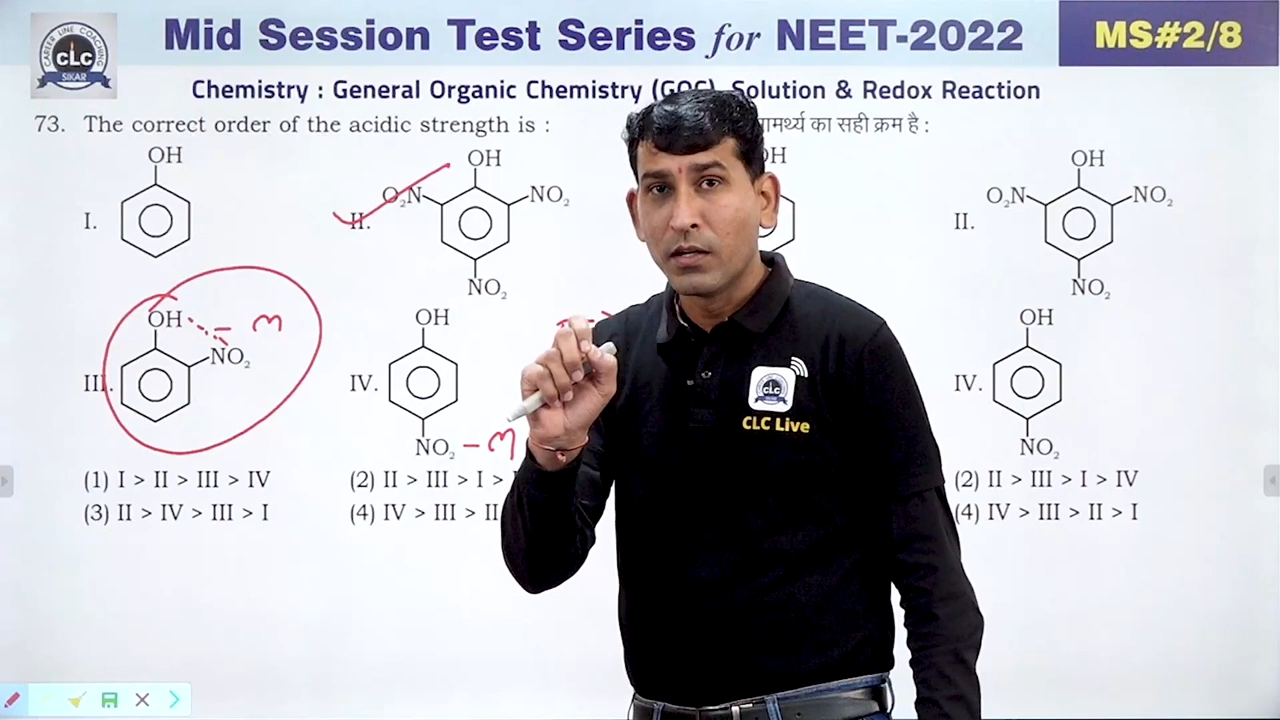 CAREER LINE COACHING
CLC
SIKAR
Mid Session Test Series for NEET-2022
MS#2/8
Chemistry : General Organic Chemistry (GOC), Solution & Redox Reaction
73. The correct order of the acidic strength is :
सही क्रम है :
I.
OH
II.
OH
O₂N
NO₂
NO₂
OH
II.
OH
O₂N
NO₂
NO₂
III.
OH
NO₂
– m
IV.
OH
NO₂
– m
IV.
OH
NO₂
CLC
CLC Live
(1) I > II > III > IV
(2) II > III > I >
(2) II > III > I > IV
(3) II > IV > III > I
(4) IV > III > II
(4) IV > III > II > I